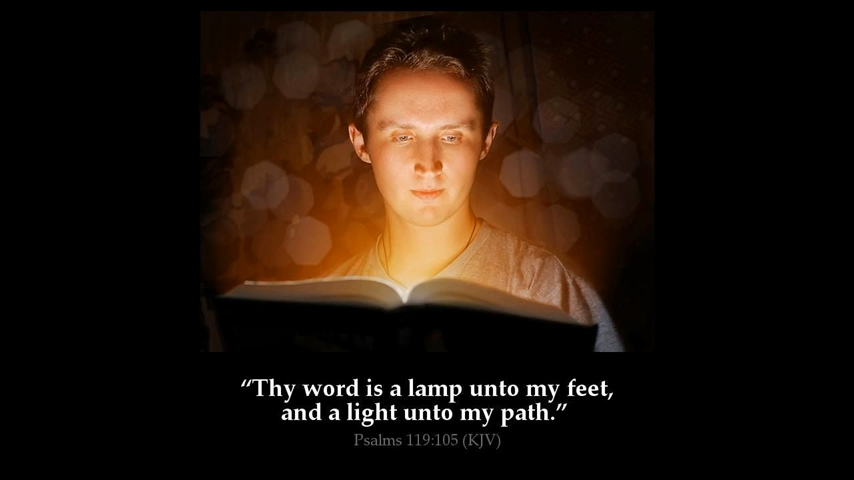 “Thy word is a lamp unto my feet,
and a light unto my path.”
Psalms 119:105 (KJV)